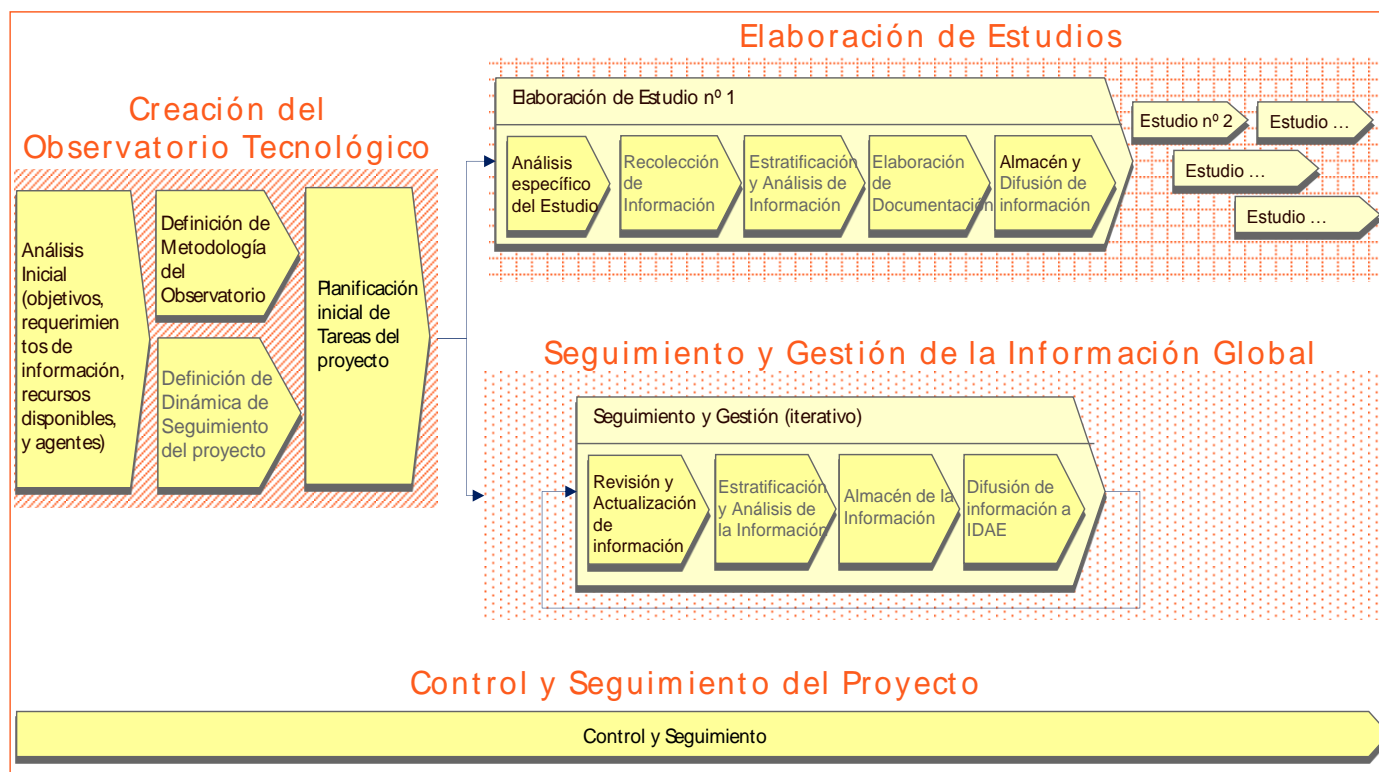 Elaboración de Estudios
Creación del
Observatorio Tecnológico
Análisis
Inicial
(objetivos,
requerimien
tos de
información,
recursos
disponibles,
y agentes)
Definición de
Metodología
del
Observatorio
Definición de
Dinámica de
Seguimiento
del proyecto
Planificación
inicial de
Tareas del
proyecto
Elaboración de Estudio nº 1
Análisis
específico
del Estudio
Recolección
de
Información
Estratificación
y Análisis de
Información
Elaboración
de
Documentación
Almacén y
Difusión de
información
Estudio nº 2
Estudio ...
Estudio ...
Estudio ...
Seguimiento y Gestión de la Información Global
Seguimiento y Gestión (iterativo)
Revisión y
Actualización
de
información
Estratificación
y Análisis de
la Información
Almacén de la
Información
Difusión de
información a
IDAE
Control y Seguimiento del Proyecto
Control y Seguimiento